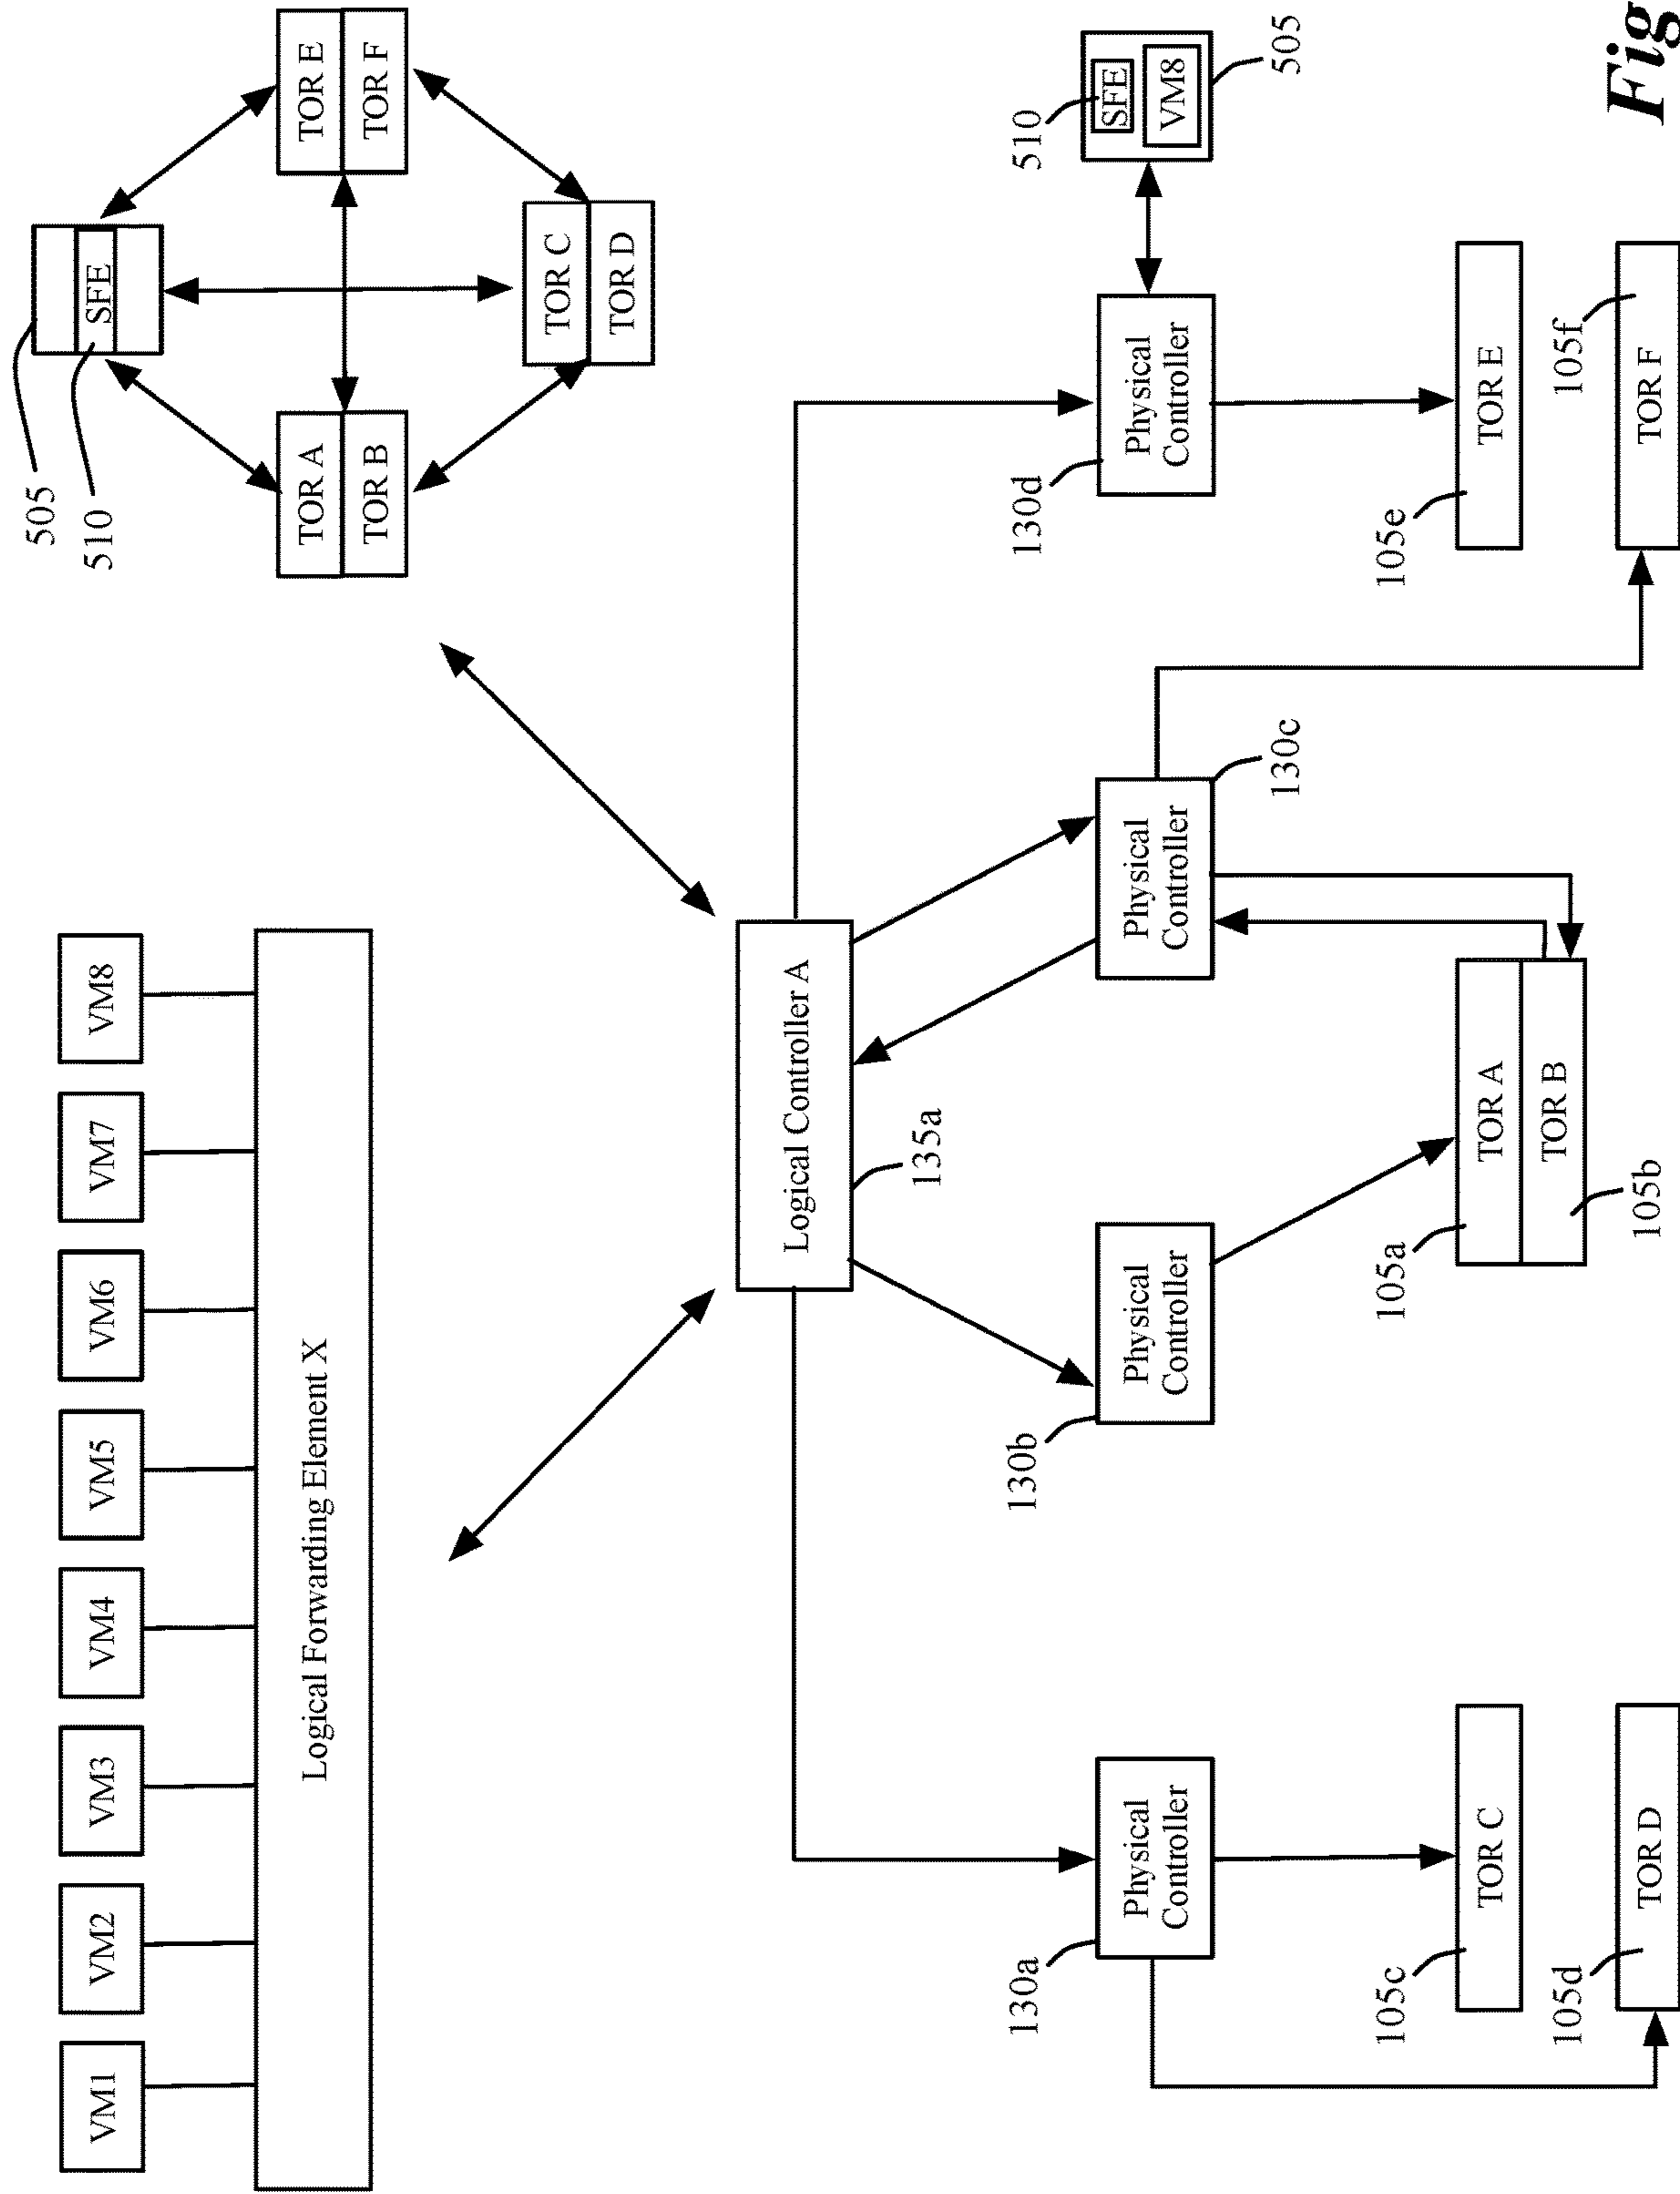 VM1
VM2
VM3
VM4
VM5
VM6
VM7
VM8
Logical Forwarding Element X
505
510
SFE
TOR A
TOR B
TOR E
TOR F
TOR C
TOR D
Logical Controller A
135a
130a
Physical
Controller
130b
Physical
Controller
Physical
Controller
130c
130d
Physical
Controller
510
SFE
VM8
505
105c
TOR C
105d
TOR D
105a
TOR A
TOR B
105b
105e
TOR E
105f
TOR F
Fig